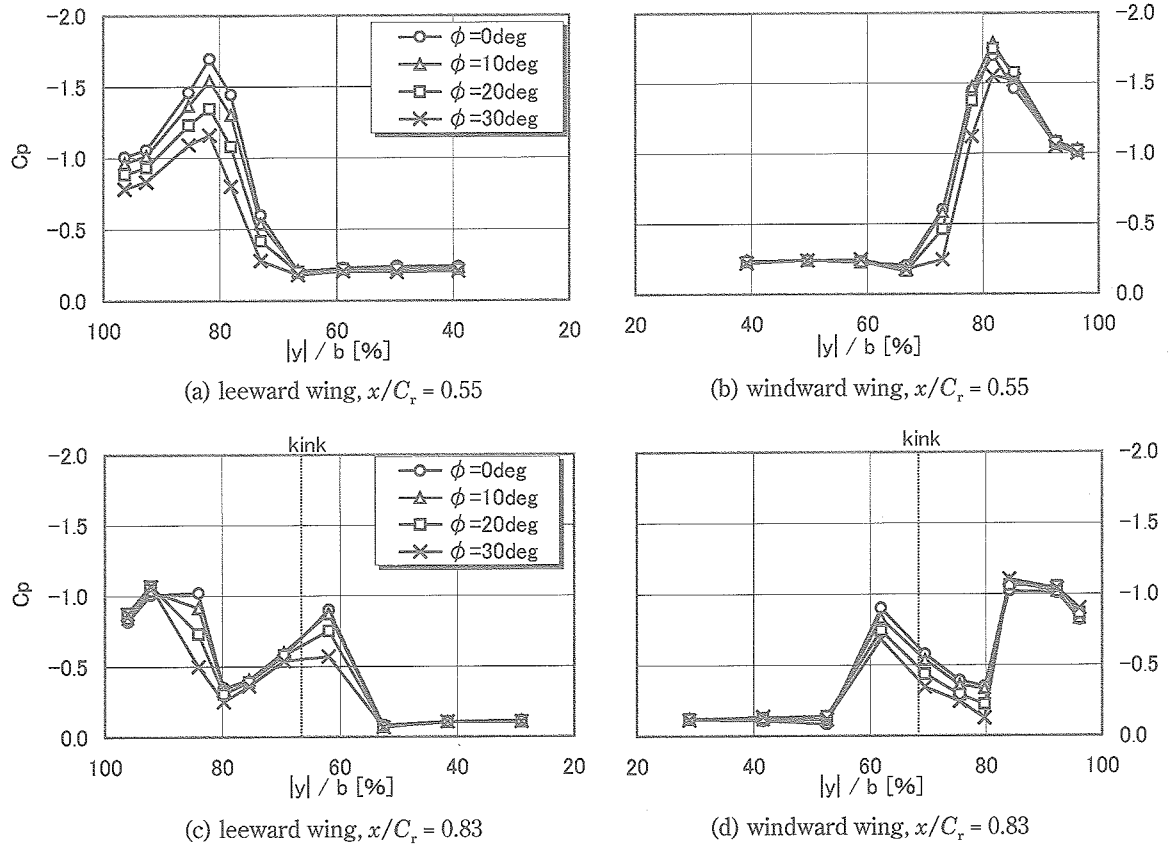 -2.0
-1.5
-1.0
-0.5
0.0
Cp
ϕ=0deg
ϕ=10deg
ϕ=20deg
ϕ=30deg
100 80 60 40 20
|y| / b [%]
(a) leeward wing, x/Cr = 0.55
-2.0
-1.5
-1.0
-0.5
0.0
20 40 60 80 100
|y| / b [%]
(b) windward wing, x/Cr = 0.55
kink
-2.0
-1.5
-1.0
-0.5
0.0
Cp
ϕ=0deg
ϕ=10deg
ϕ=20deg
ϕ=30deg
100 80 60 40 20
|y| / b [%]
(c) leeward wing, x/Cr = 0.83
kink
-2.0
-1.5
-1.0
-0.5
0.0
20 40 60 80 100
|y| / b [%]
(d) windward wing, x/Cr = 0.83